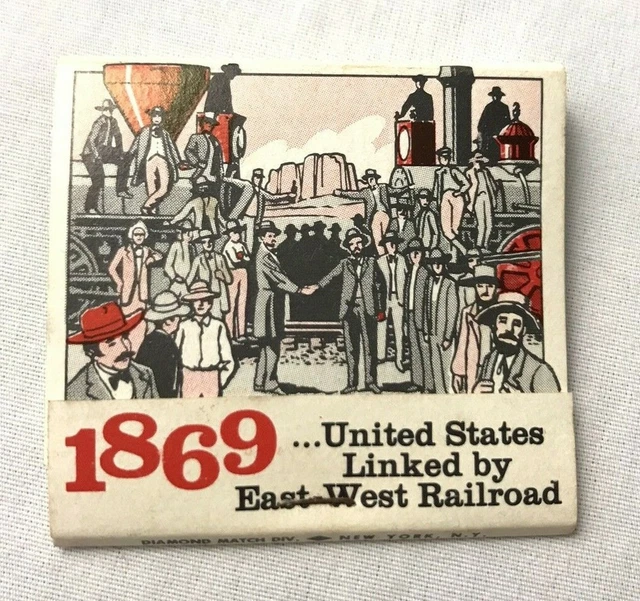 1869 ...United States
Linked by
East-West Railroad
DIAMOND MATCH DIV. ◆ NEW YORK, N.Y.